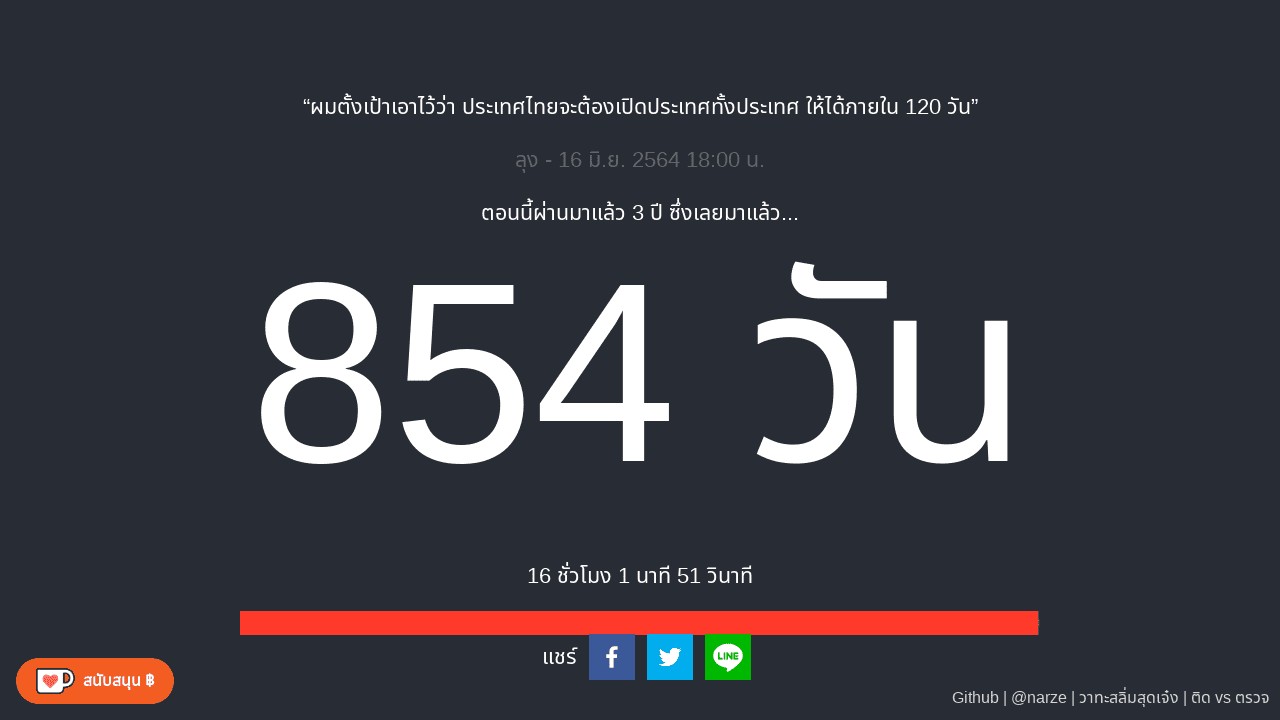 “ผมตั้งเป้าเอาไว้ว่า ประเทศไทยจะต้องเปิดประเทศทั้งประเทศ ให้ได้ภายใน 120 วัน”
ลุง - 16 มิ.ย. 2564 18:00 น.
ตอนนี้ผ่านมาแล้ว 3 ปี ซึ่งเลยมาแล้ว...
854 วัน
16 ชั่วโมง 1 นาที 51 วินาที
แชร์
LINE
สนับสนุน ฿
Github | @narze | วาทะสลิ่มสุดเจ๋ง | ติด vs ตรวจ